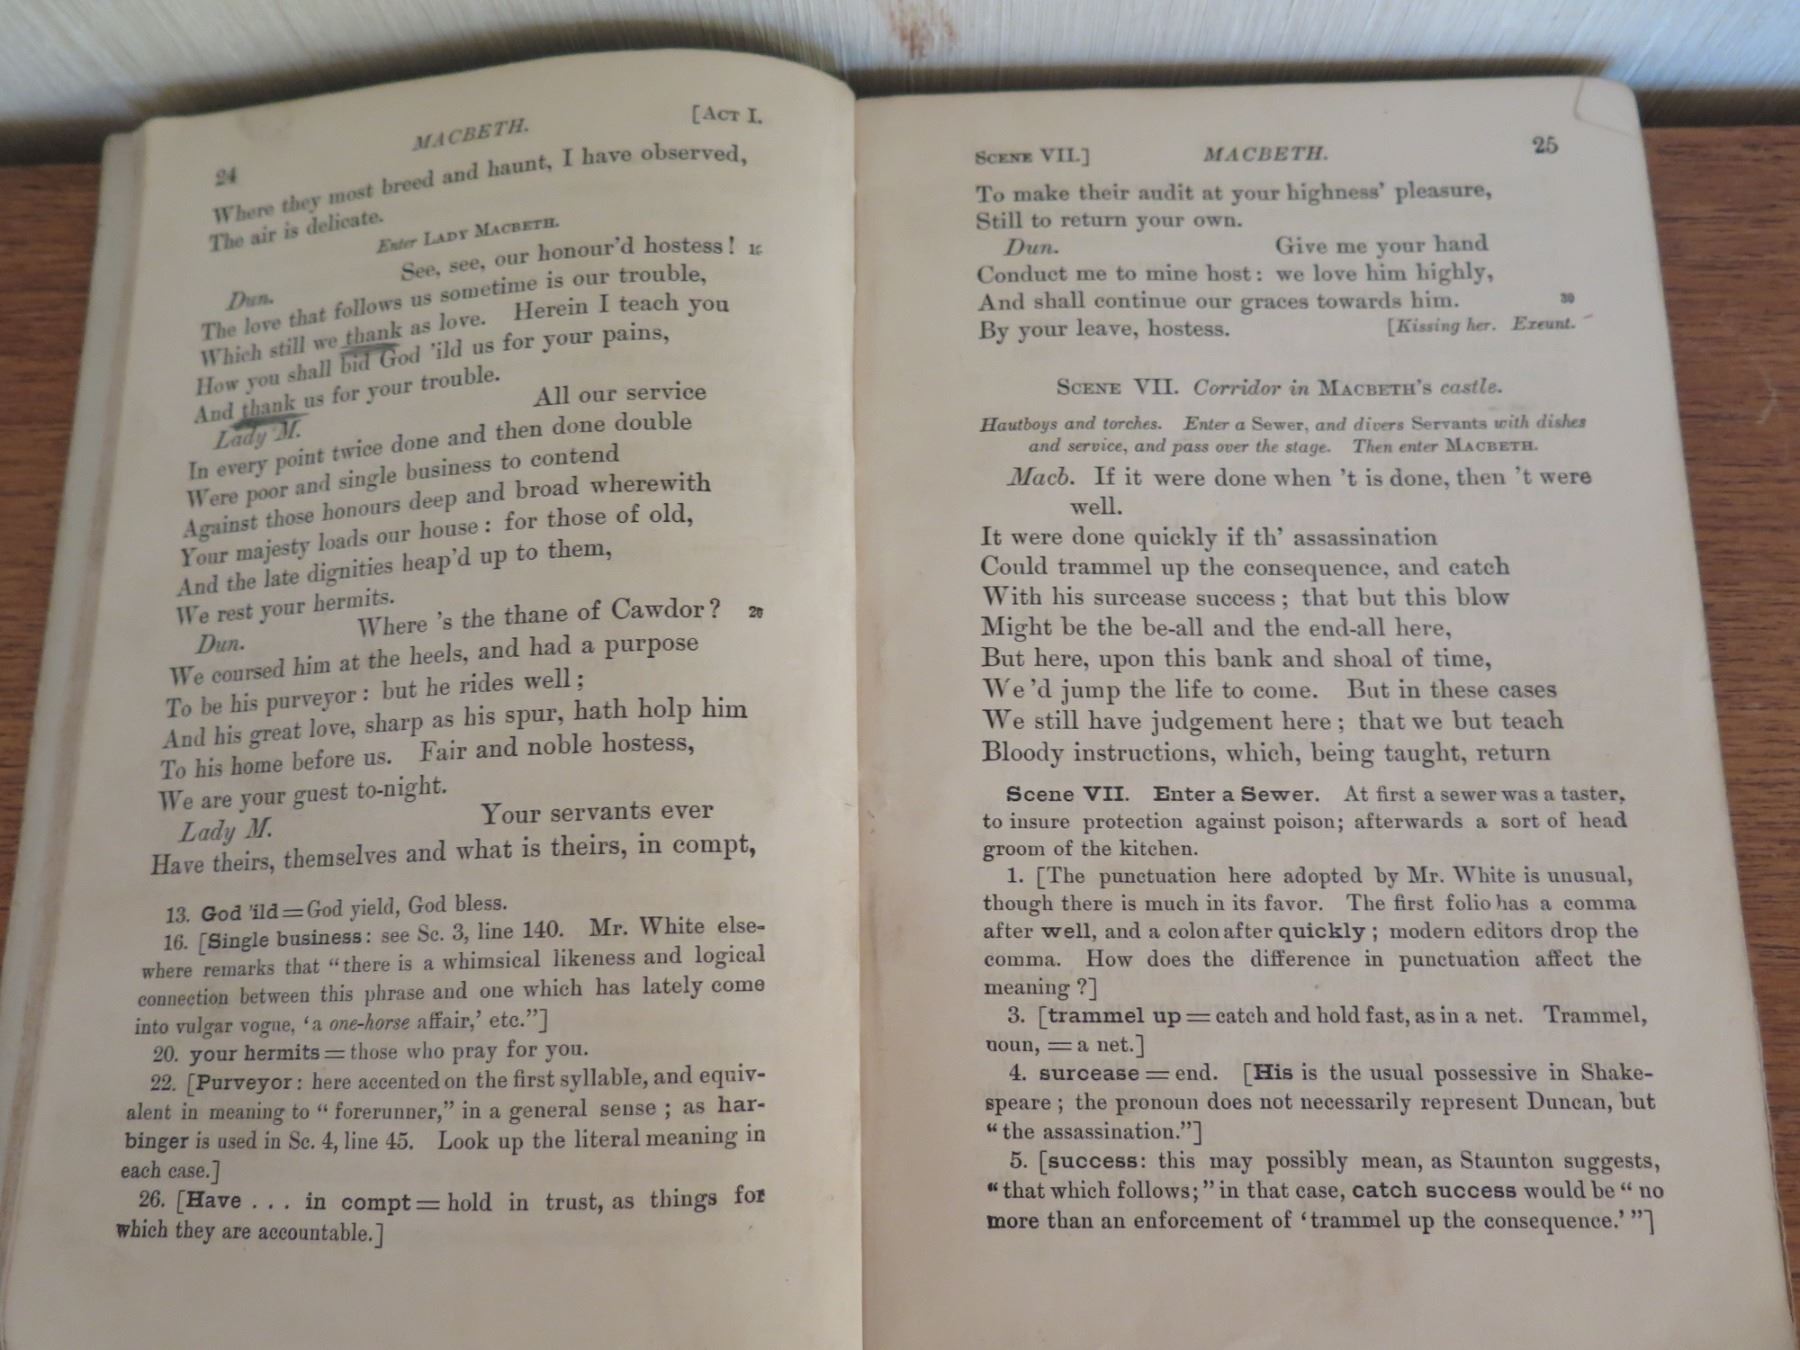 24
MACBETH.
[ACT I.
Where they most breed and haunt, I have observed,
The air is delicate.
Enter LADY MACBETH.
Dun. See, see, our honour'd hostess!
The love that follows us sometime is our trouble,
Which still we thank as love. Herein I teach you
How you shall bid God 'ild us for your pains,
And thank us for your trouble.
Lady M. All our service
In every point twice done and then done double
Were poor and single business to contend
Against those honours deep and broad wherewith
Your majesty loads our house: for those of old,
And the late dignities heap'd up to them,
We rest your hermits.
Dun. Where 's the thane of Cawdor? 20
We coursed him at the heels, and had a purpose
To be his purveyor: but he rides well;
And his great love, sharp as his spur, hath holp him
To his home before us. Fair and noble hostess,
We are your guest to-night.
Lady M. Your servants ever
Have theirs, themselves and what is theirs, in compt,
13. God 'ild=God yield, God bless.
16. [Single business: see Sc. 3, line 140. Mr. White else-
where remarks that "there is a whimsical likeness and logical
connection between this phrase and one which has lately come
into vulgar vogue, 'a one-horse affair,' etc."]
20. your hermits=those who pray for you.
22. [Purveyor: here accented on the first syllable, and equiv-
alent in meaning to "forerunner," in a general sense; as har-
binger is used in Sc. 4, line 45. Look up the literal meaning in
each case.]
26. [Have . . . in compt=hold in trust, as things for
which they are accountable.]
SCENE VII.] MACBETH. 25
To make their audit at your highness' pleasure,
Still to return your own.
Dun. Give me your hand
Conduct me to mine host: we love him highly,
And shall continue our graces towards him. 30
By your leave, hostess. [Kissing her. Exeunt.
SCENE VII. Corridor in MACBETH'S castle.
Hautboys and torches. Enter a Sewer, and divers Servants with dishes
and service, and pass over the stage. Then enter MACBETH.
Macb. If it were done when 't is done, then 't were
well.
It were done quickly if th' assassination
Could trammel up the consequence, and catch
With his surcease success; that but this blow
Might be the be-all and the end-all here,
But here, upon this bank and shoal of time,
We 'd jump the life to come. But in these cases
We still have judgement here; that we but teach
Bloody instructions, which, being taught, return
Scene VII. Enter a Sewer. At first a sewer was a taster,
to insure protection against poison; afterwards a sort of head
groom of the kitchen.
1. [The punctuation here adopted by Mr. White is unusual,
though there is much in its favor. The first folio has a comma
after well, and a colon after quickly; modern editors drop the
comma. How does the difference in punctuation affect the
meaning?]
3. [trammel up=catch and hold fast, as in a net. Trammel,
noun, =a net.]
4. surcease=end. [His is the usual possessive in Shake-
speare; the pronoun does not necessarily represent Duncan, but
"the assassination."]
5. [success: this may possibly mean, as Staunton suggests,
"that which follows;" in that case, catch success would be "no
more than an enforcement of 'trammel up the consequence.'"]